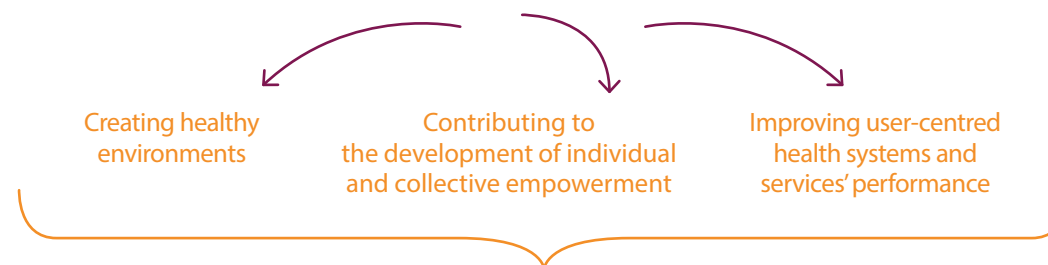 Creating healthy
environments
Contributing to
the development of individual
and collective empowerment
Improving user-centred
health systems and
services’ performance